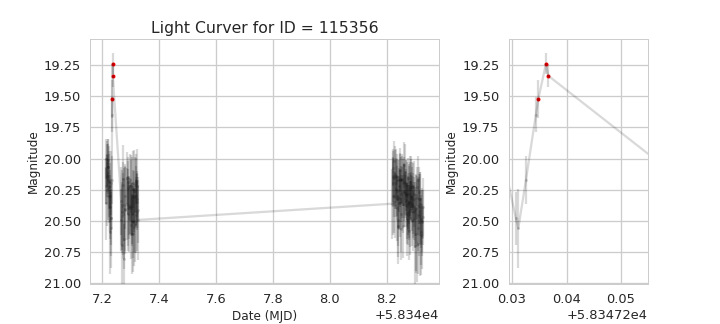 Light Curver for ID = 115356
Magnitude
19.25
19.50
19.75
20.00
20.25
20.50
20.75
21.00
7.2 7.4 7.6 7.8 8.0 8.2
Date (MJD)
+5.834e4
Magnitude
19.25
19.50
19.75
20.00
20.25
20.50
20.75
21.00
0.03 0.04 0.05
+5.83472e4